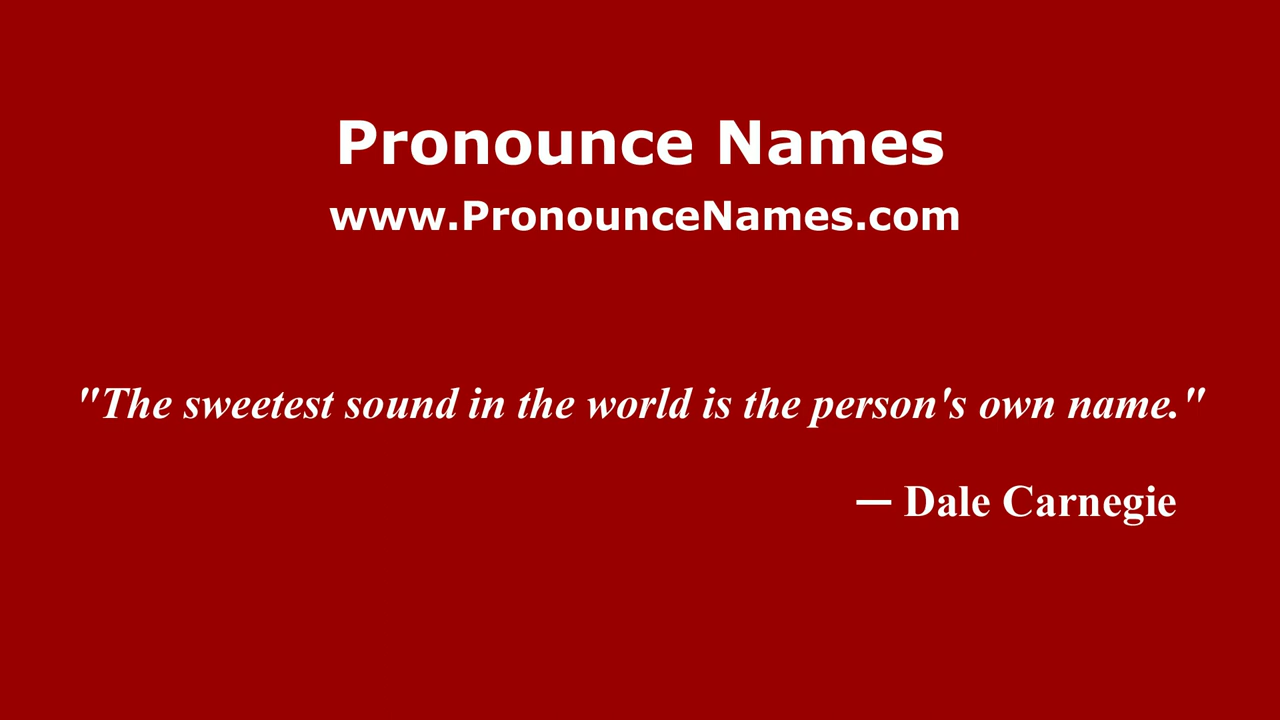 Pronounce Names
www.PronounceNames.com
"The sweetest sound in the world is the person's own name."
— Dale Carnegie